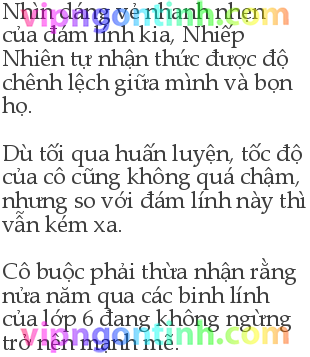 Nhìn dáng vẻ nhanh nhẹn
vipngontinh.com
của đám lính kia, Nhiếp
Nhiên tự nhận thức được độ
chênh lệch giữa mình và bọn
họ.
Dù tối qua huấn luyện, tốc độ
của cô cũng không quá chậm,
nhưng so với đám lính này thì
vẫn kém xa.
Cô buộc phải thừa nhận rằng
nửa năm qua các binh lính
của lớp 6 đang không ngừng
vipngontinh.com
trở nên mạnh mẽ.